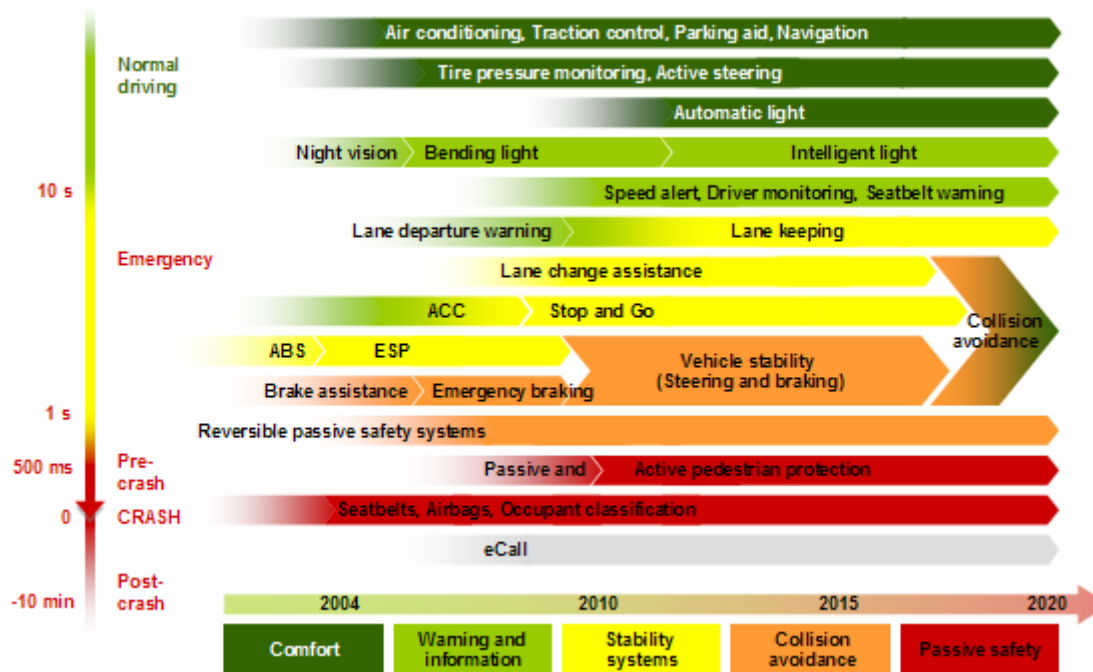 Air conditioning, Traction control, Parking aid, Navigation
Normal
driving
Tire pressure monitoring, Active steering
Automatic light
Night vision
Bending light
Intelligent light
10 s
Speed alert, Driver monitoring, Seatbelt warning
Lane departure warning
Lane keeping
Emergency
Lane change assistance
ACC
Stop and Go
Collision
avoidance
ABS
ESP
Vehicle stability
(Steering and braking)
Brake assistance
Emergency braking
1 s
Reversible passive safety systems
500 ms
Pre-
crash
Passive and
Active pedestrian protection
0
CRASH
Seatbelts, Airbags, Occupant classification
eCall
Post-
crash
-10 min
2004
2010
2015
2020
Comfort
Warning and
information
Stability
systems
Collision
avoidance
Passive safety